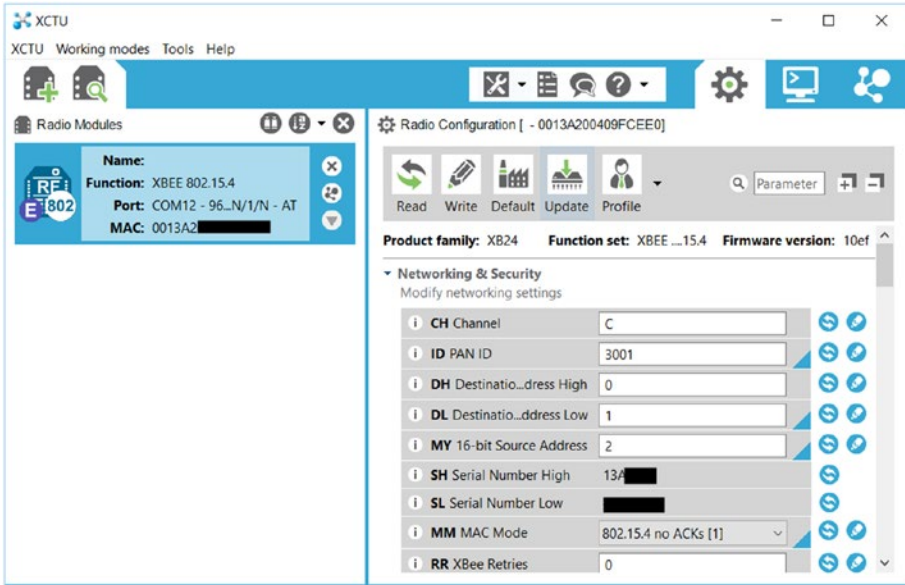 XCTU
XCTU Working modes Tools Help
Radio Modules
Name:
Function: XBEE 802.15.4
Port: COM12 - 96...N/1/N - AT
MAC: 0013A2
RF
E 802
Radio Configuration [ - 0013A200409FCEE0]
Read Write Default Update Profile
Parameter
Product family: XB24 Function set: XBEE ....15.4 Firmware version: 10ef
Networking & Security
Modify networking settings
i CH Channel C
i ID PAN ID 3001
i DH Destinatio...dress High 0
i DL Destinatio...ddress Low 1
i MY 16-bit Source Address 2
i SH Serial Number High 13A
i SL Serial Number Low
i MM MAC Mode 802.15.4 no ACKs [1]
i RR XBee Retries 0